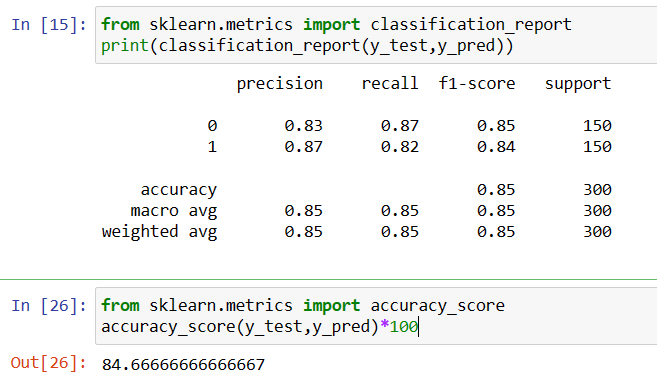 In [15]: from sklearn.metrics import classification_report
print(classification_report(y_test,y_pred))
precision recall f1-score support
0 0.83 0.87 0.85 150
1 0.87 0.82 0.84 150
accuracy 0.85 300
macro avg 0.85 0.85 0.85 300
weighted avg 0.85 0.85 0.85 300
In [26]: from sklearn.metrics import accuracy_score
accuracy_score(y_test,y_pred)*100
Out[26]: 84.66666666666667